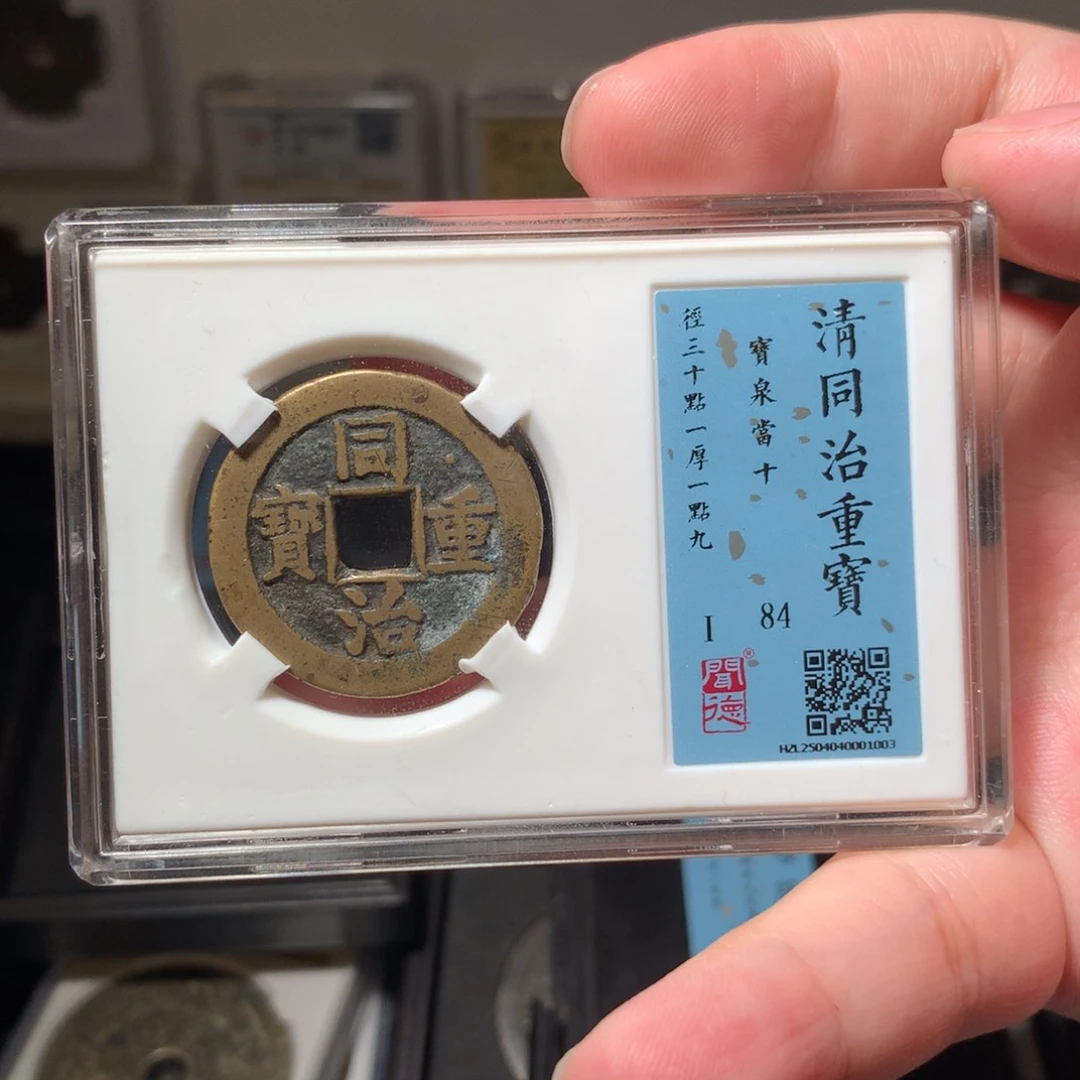 同治重寶
清同治重寶
寶泉當十
徑三十點一厚一點九
84
I
聞德®
HZL2504040001003